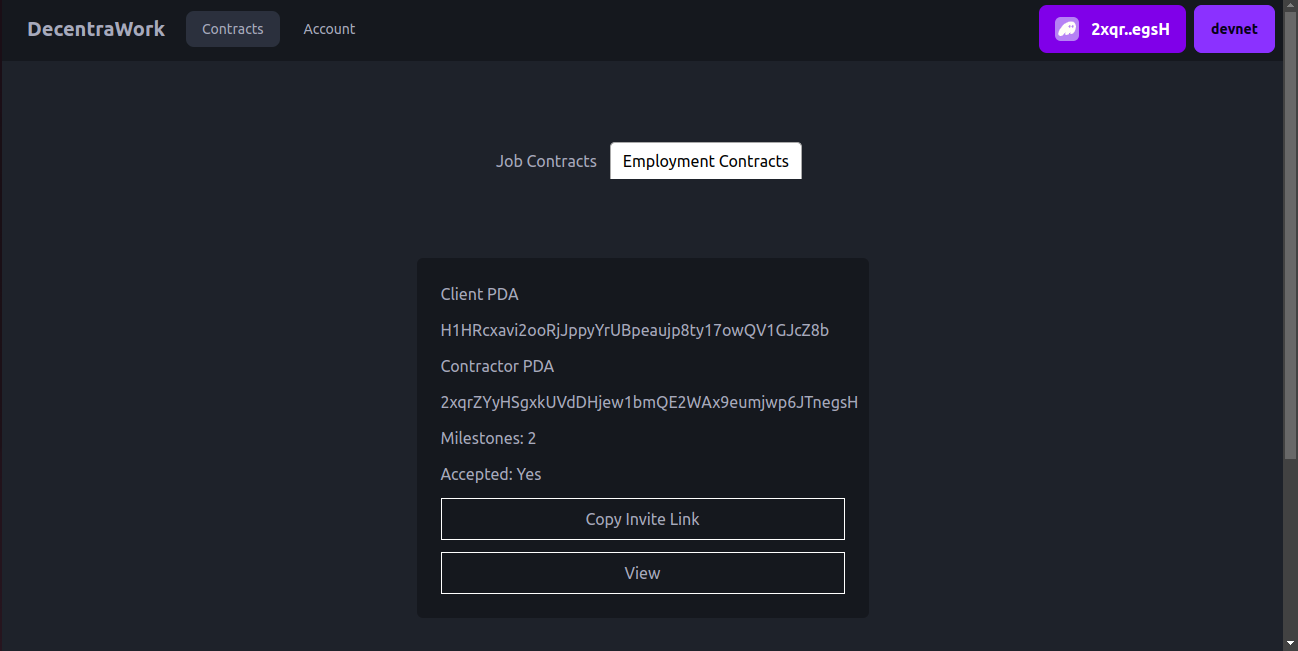 DecentraWork Contracts Account 2xqr..egsH devnet
Job Contracts Employment Contracts
Client PDA
H1HRcxavi2ooRjJppyYrUBpeaujp8ty17owQV1GJcZ8b
Contractor PDA
2xqrZYyHSgxkUVdDHjew1bmQE2WAx9eumjwp6JTnegsH
Milestones: 2
Accepted: Yes
Copy Invite Link
View